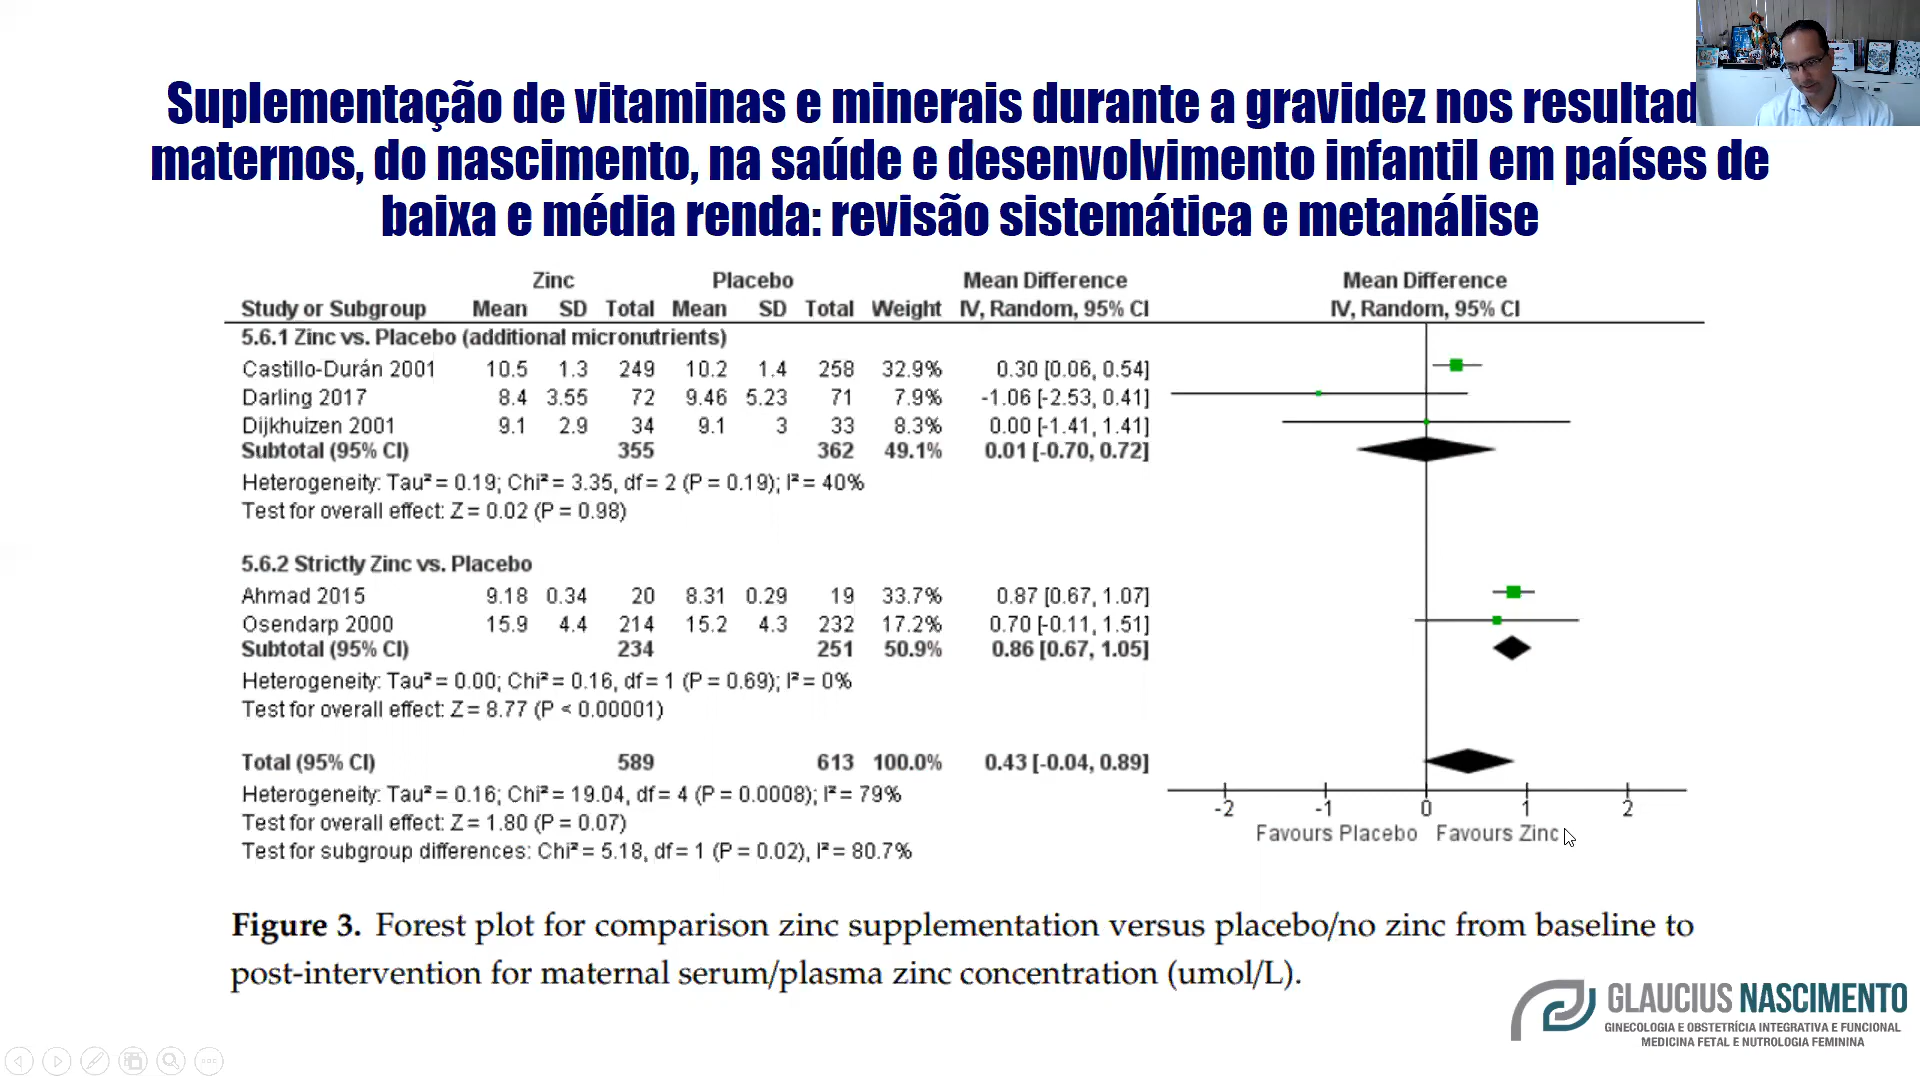 Suplementação de vitaminas e minerais durante a gravidez nos resultad
maternos, do nascimento, na saúde e desenvolvimento infantil em países de
baixa e média renda: revisão sistemática e metanálise
Zinc Placebo Mean Difference Mean Difference
Study or Subgroup Mean SD Total Mean SD Total Weight IV, Random, 95% CI IV, Random, 95% CI
5.6.1 Zinc vs. Placebo (additional micronutrients)
Castillo-Durán 2001 10.5 1.3 249 10.2 1.4 258 32.9% 0.30 [0.06, 0.54]
Darling 2017 8.4 3.55 72 9.46 5.23 71 7.9% -1.06 [-2.53, 0.41]
Dijkhuizen 2001 9.1 2.9 34 9.1 3 33 8.3% 0.00 [-1.41, 1.41]
Subtotal (95% CI) 355 362 49.1% 0.01 [-0.70, 0.72]
Heterogeneity: Tau² = 0.19; Chi² = 3.35, df = 2 (P = 0.19); I² = 40%
Test for overall effect: Z = 0.02 (P = 0.98)
5.6.2 Strictly Zinc vs. Placebo
Ahmad 2015 9.18 0.34 20 8.31 0.29 19 33.7% 0.87 [0.67, 1.07]
Osendarp 2000 15.9 4.4 214 15.2 4.3 232 17.2% 0.70 [-0.11, 1.51]
Subtotal (95% CI) 234 251 50.9% 0.86 [0.67, 1.05]
Heterogeneity: Tau² = 0.00; Chi² = 0.16, df = 1 (P = 0.69); I² = 0%
Test for overall effect: Z = 8.77 (P < 0.00001)
Total (95% CI) 589 613 100.0% 0.43 [-0.04, 0.89]
Heterogeneity: Tau² = 0.16; Chi² = 19.04, df = 4 (P = 0.0008); I² = 79%
Test for overall effect: Z = 1.80 (P = 0.07)
Test for subgroup differences: Chi² = 5.18, df = 1 (P = 0.02), I² = 80.7%
-2 -1 0 1 2
Favours Placebo Favours Zinc
Figure 3. Forest plot for comparison zinc supplementation versus placebo/no zinc from baseline to
post-intervention for maternal serum/plasma zinc concentration (umol/L).
GLAUCIUS NASCIMENTO
GINECOLOGIA E OBSTETRÍCIA INTEGRATIVA E FUNCIONAL
MEDICINA FETAL E NUTROLOGIA FEMININA